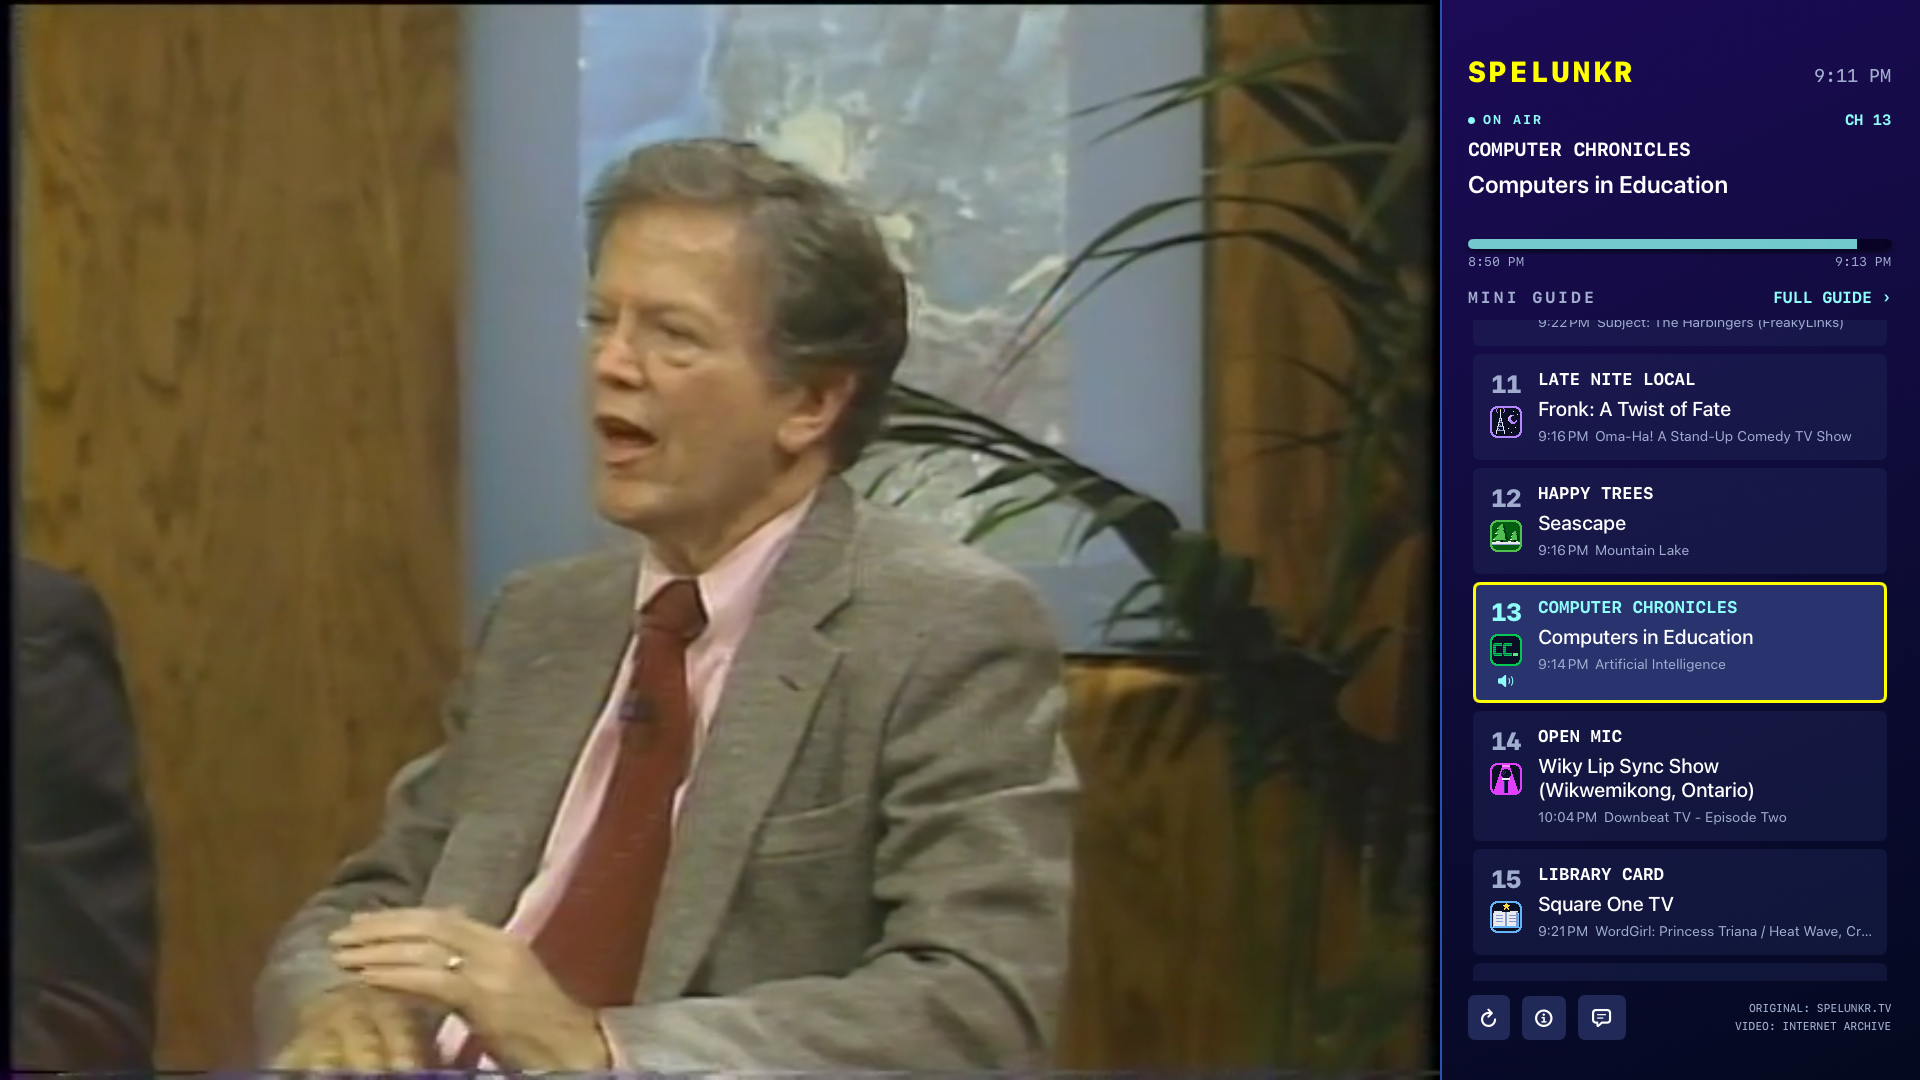 SPELUNKR
9:11 PM
ON AIR
CH 13
COMPUTER CHRONICLES
Computers in Education
8:50 PM
9:13 PM
MINI GUIDE
FULL GUIDE ›
9:22 PM Subject: The Harbingers (FreakyLinks)
11
LATE NITE LOCAL
Fronk: A Twist of Fate
9:16 PM Oma-Ha! A Stand-Up Comedy TV Show
12
HAPPY TREES
Seascape
9:16 PM Mountain Lake
13
COMPUTER CHRONICLES
CC_
Computers in Education
9:14 PM Artificial Intelligence
14
OPEN MIC
Wiky Lip Sync Show
(Wikwemikong, Ontario)
10:04 PM Downbeat TV - Episode Two
15
LIBRARY CARD
Square One TV
9:21 PM WordGirl: Princess Triana / Heat Wave, Cr...
ORIGINAL: SPELUNKR.TV
VIDEO: INTERNET ARCHIVE